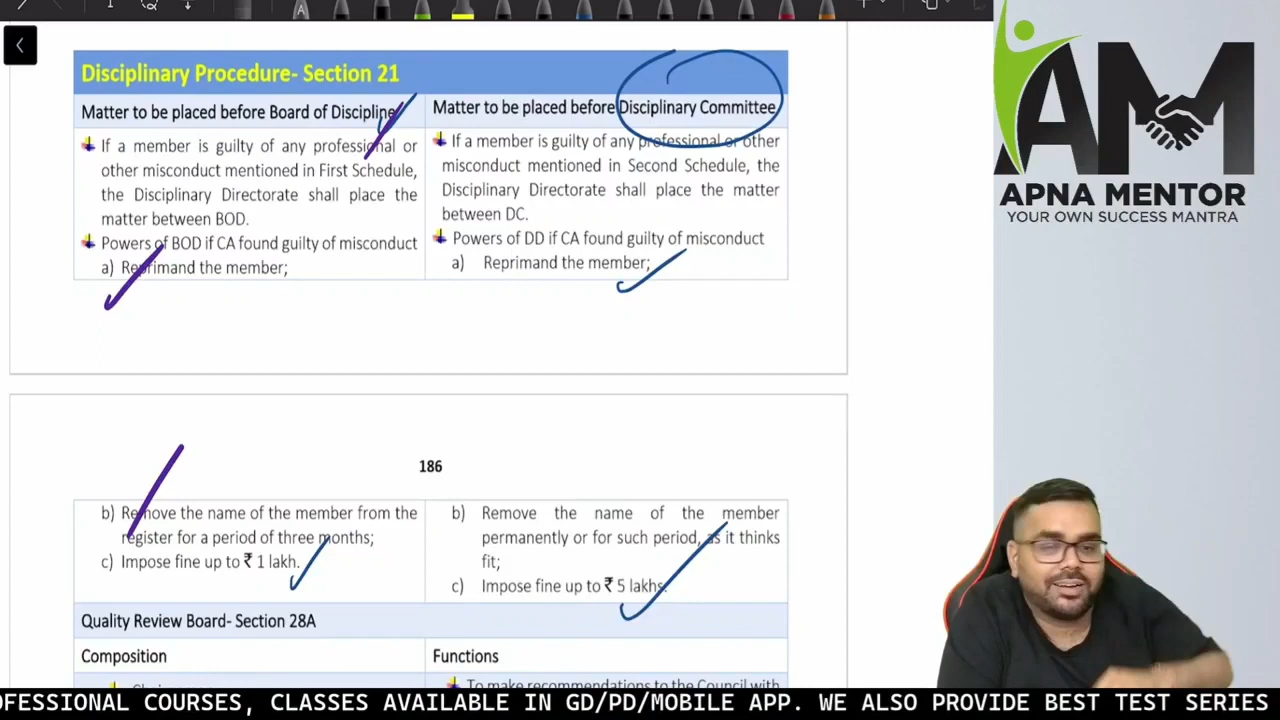 Disciplinary Procedure- Section 21
Matter to be placed before Board of Discipline
If a member is guilty of any professional or
other misconduct mentioned in First Schedule,
the Disciplinary Directorate shall place the
matter between BOD.
Powers of BOD if CA found guilty of misconduct
a) Reprimand the member;
Matter to be placed before Disciplinary Committee
If a member is guilty of any professional or other
misconduct mentioned in Second Schedule, the
Disciplinary Directorate shall place the matter
between DC.
Powers of DD if CA found guilty of misconduct
a) Reprimand the member;
186
b) Remove the name of the member from the
register for a period of three months;
c) Impose fine up to ₹ 1 lakh.
b) Remove the name of the member
permanently or for such period, as it thinks
fit;
c) Impose fine up to ₹ 5 lakhs.
Quality Review Board- Section 28A
Composition
Functions
To make recommendations to the Council with
AM
APNA MENTOR
YOUR OWN SUCCESS MANTRA
OFESSIONAL COURSES, CLASSES AVAILABLE IN GD/PD/MOBILE APP. WE ALSO PROVIDE BEST TEST SERIES